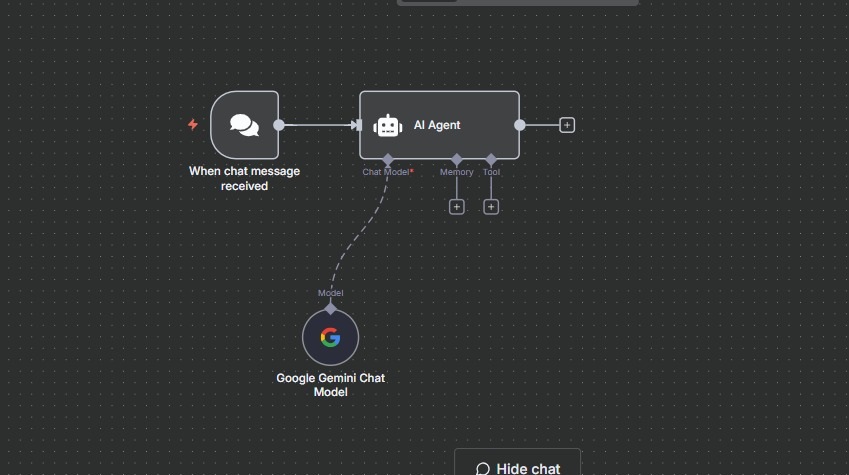 AI Agent
When chat message
received
Chat Model*
Memory
Tool
Model
Google Gemini Chat
Model
Hide chat